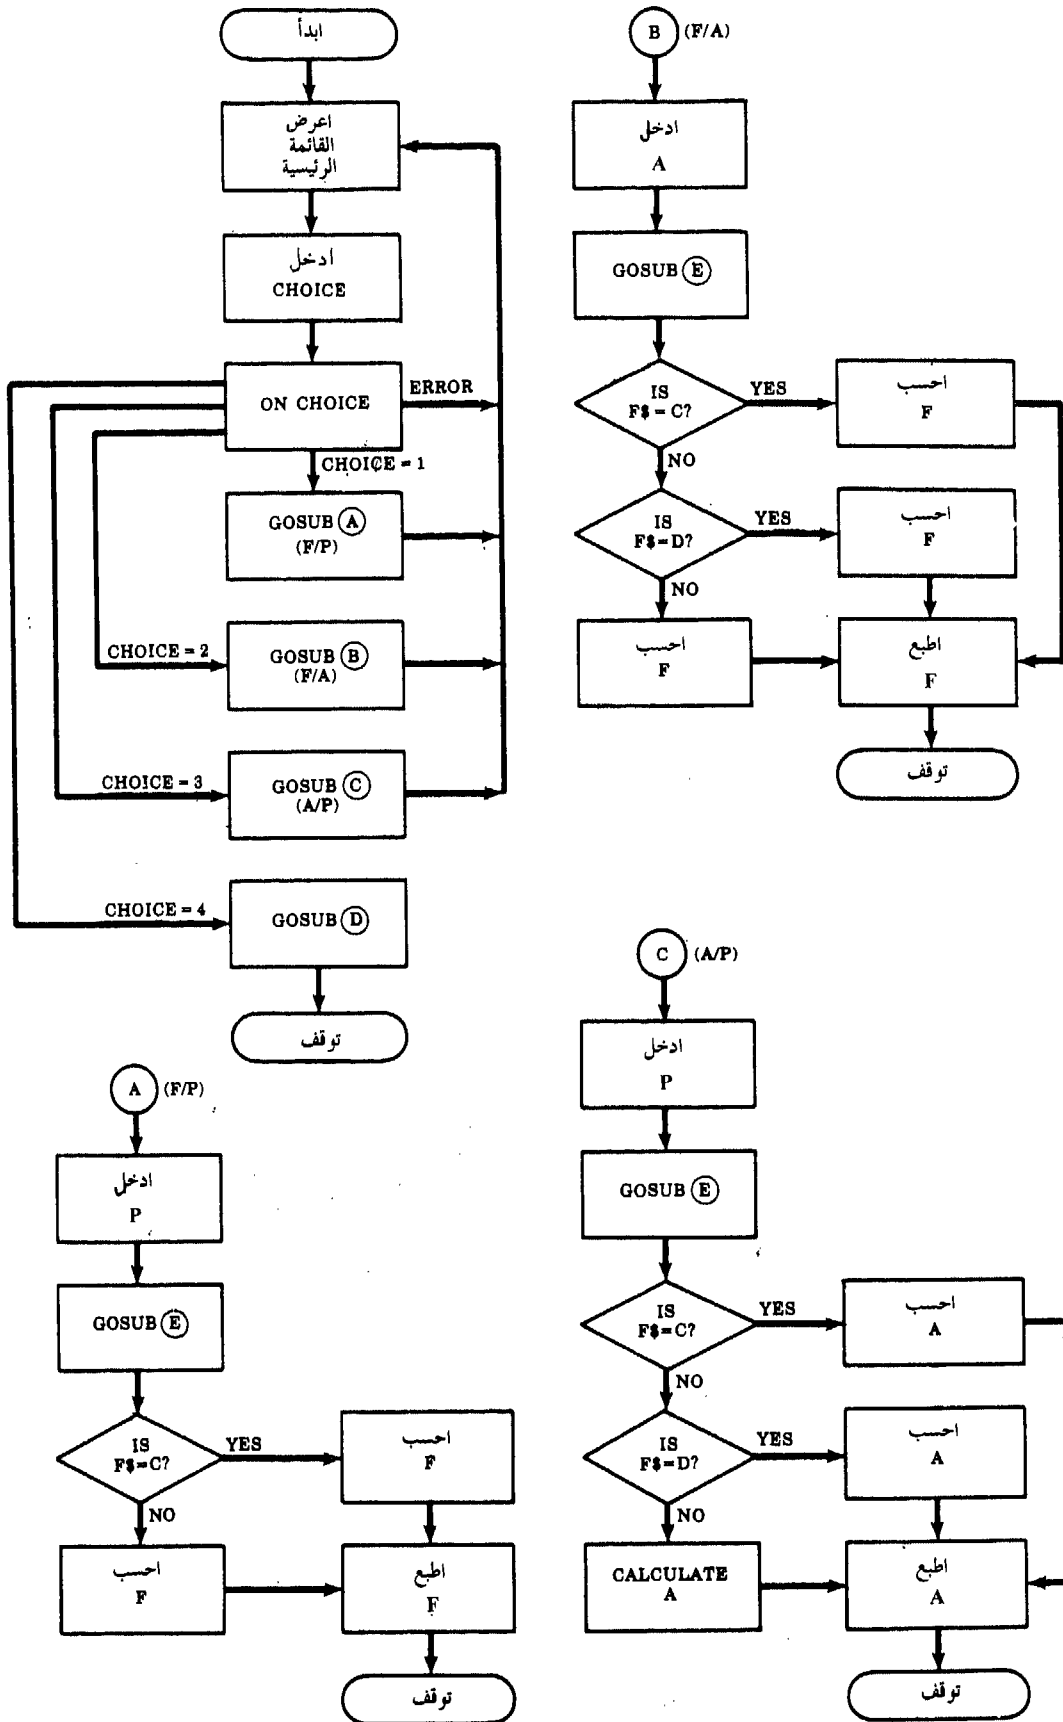 ابدأ
اعرض
القائمة
الرئيسية
ادخل
CHOICE
ON CHOICE
ERROR
CHOICE = 1
GOSUB A
(F/P)
CHOICE = 2
GOSUB B
(F/A)
CHOICE = 3
GOSUB C
(A/P)
CHOICE = 4
GOSUB D
توقف
B (F/A)
ادخل
A
GOSUB E
IS
F$ = C?
YES
احسب
F
NO
IS
F$ = D?
YES
احسب
F
NO
احسب
F
اطبع
F
توقف
A (F/P)
ادخل
P
GOSUB E
IS
F$ = C?
YES
احسب
F
NO
احسب
F
اطبع
F
توقف
C (A/P)
ادخل
P
GOSUB E
IS
F$ = C?
YES
احسب
A
NO
IS
F$ = D?
YES
احسب
A
NO
CALCULATE
A
اطبع
A
توقف